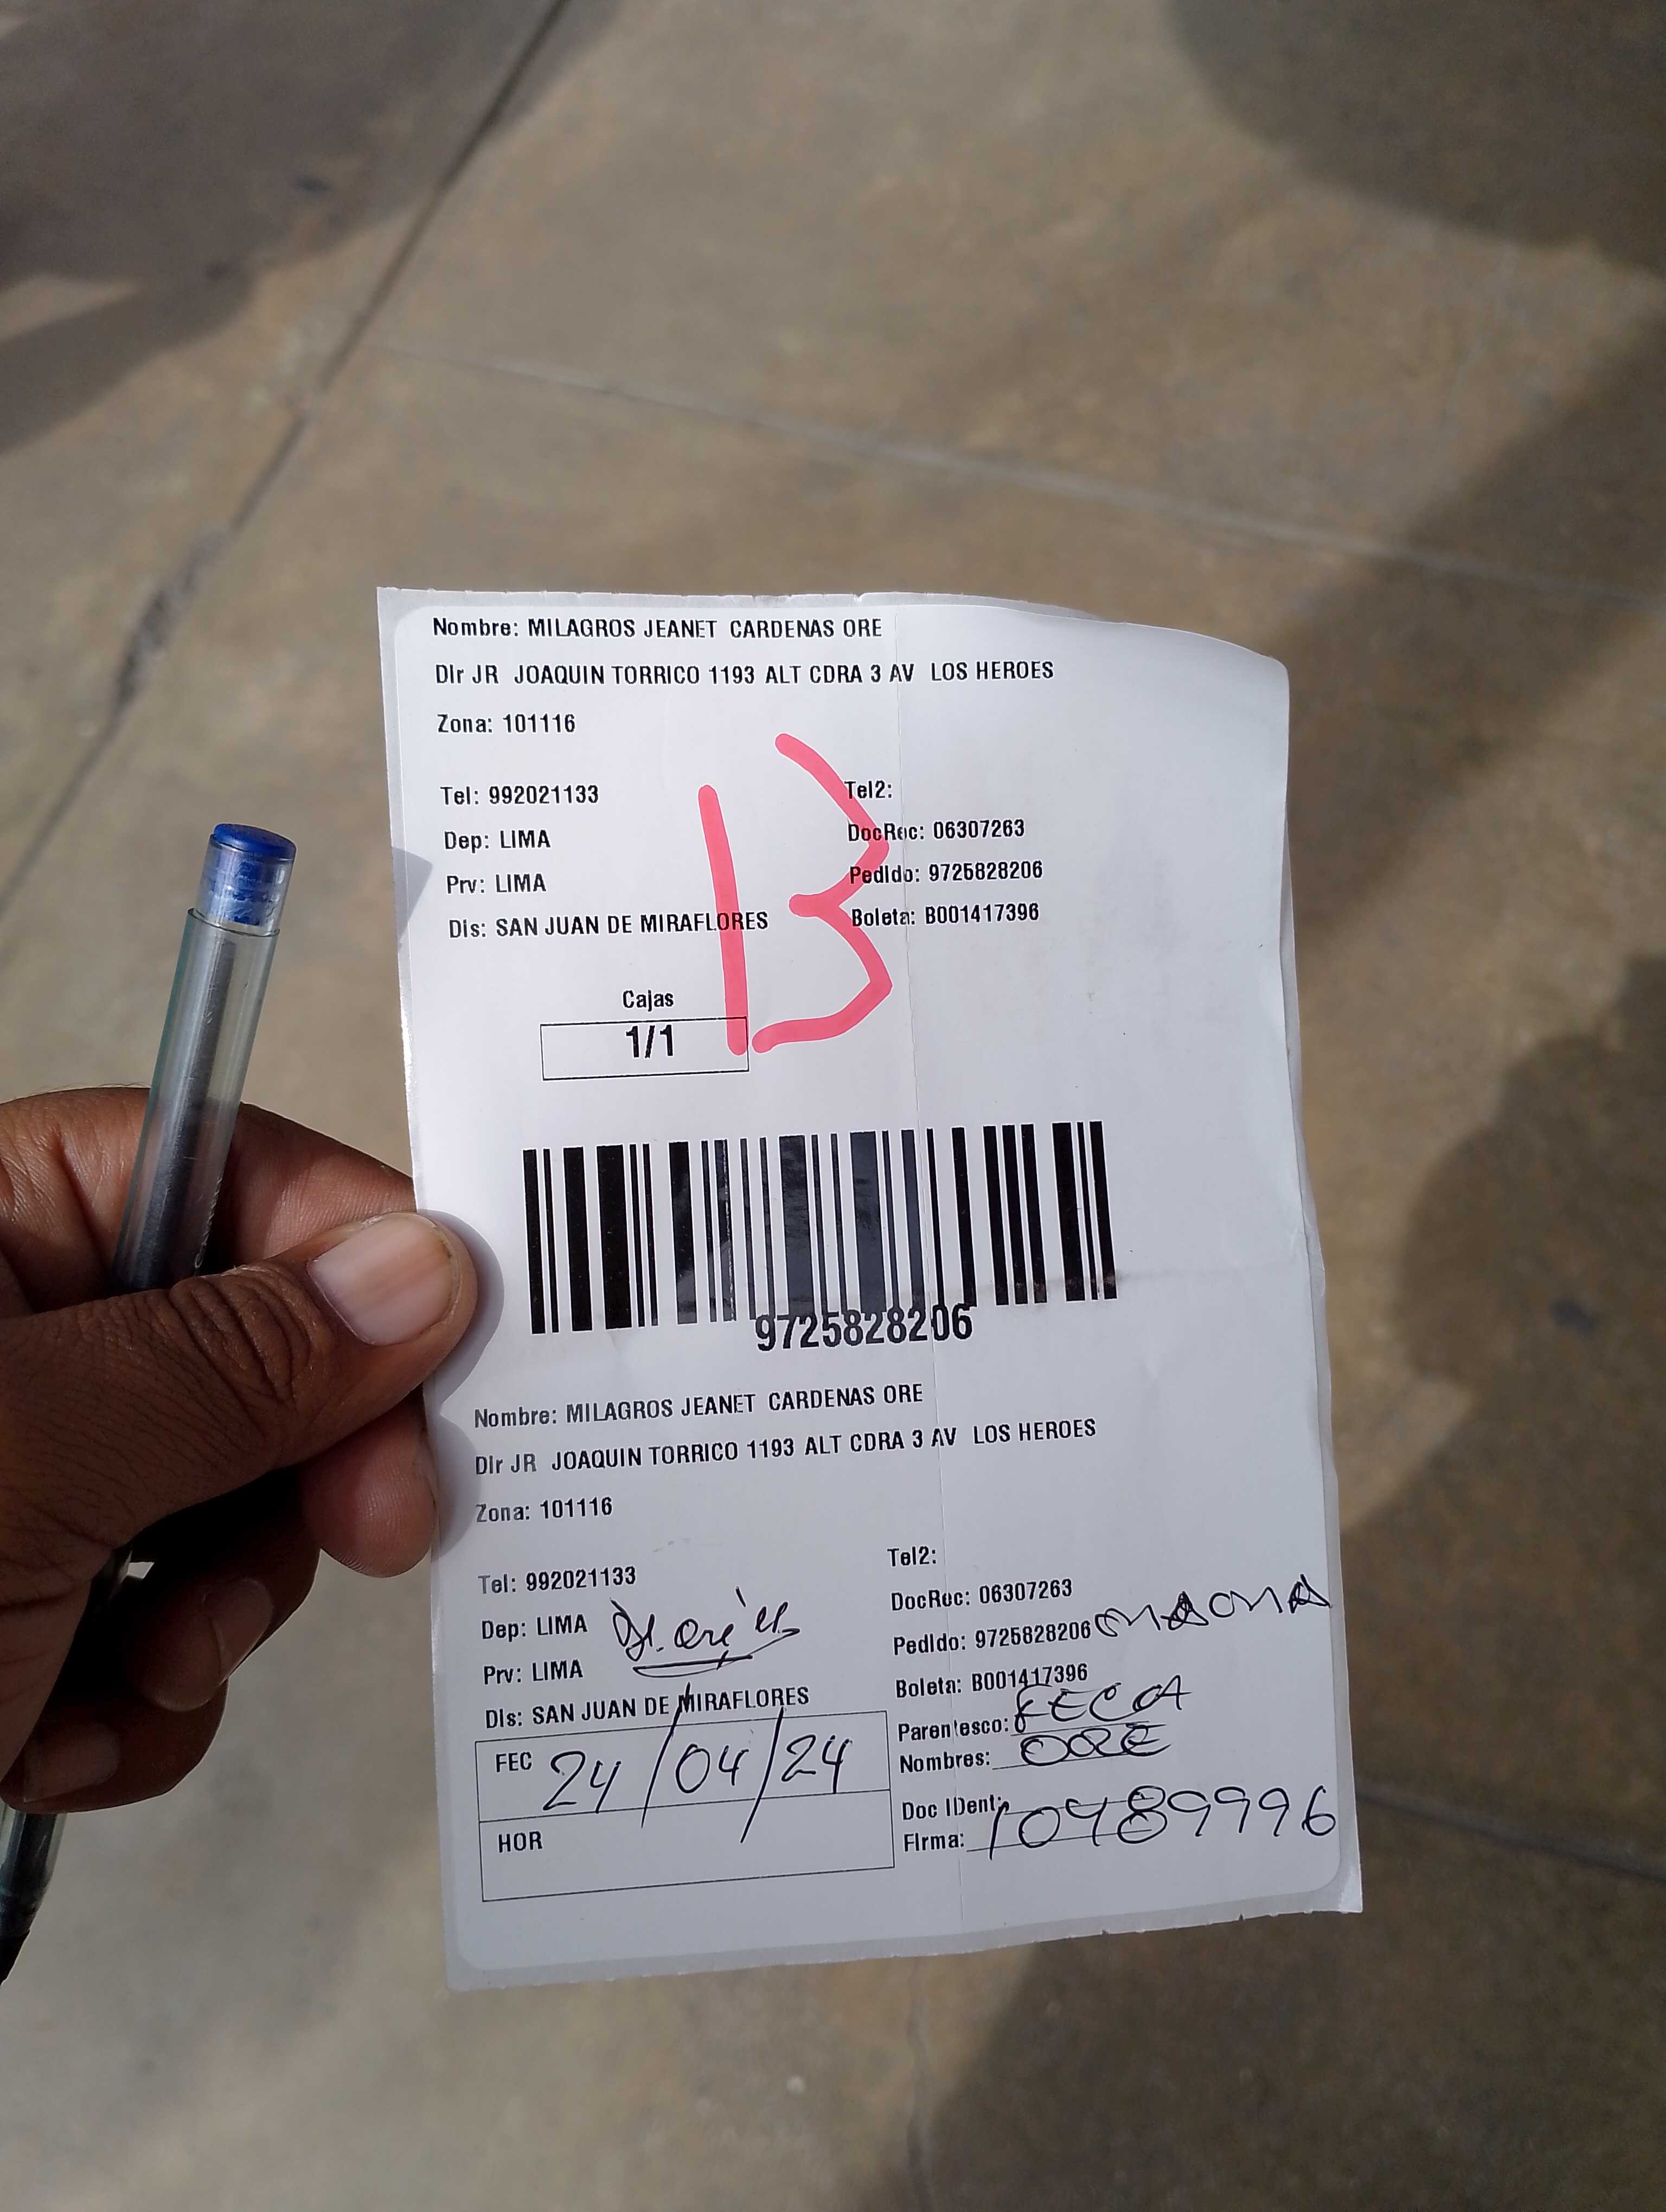 Nombre: MILAGROS JEANET CARDENAS ORE
Dir JR JOAQUIN TORRICO 1193 ALT CDRA 3 AV LOS HEROES
Zona: 101116
Tel: 992021133
Tel2:
Dep: LIMA
DocRec: 06307263
Prv: LIMA
Pedido: 9725828206
Dis: SAN JUAN DE MIRAFLORES
Boleta: B001417396
B
Cajas
1/1
9725828206
Nombre: MILAGROS JEANET CARDENAS ORE
Dir JR JOAQUIN TORRICO 1193 ALT CDRA 3 AV LOS HEROES
Zona: 101116
Tel: 992021133
Tel2:
Dep: LIMA
DocRec: 06307263
Prv: LIMA
Pedido: 9725828206 MAMA
Dis: SAN JUAN DE MIRAFLORES
Boleta: B001417396
Parentesco:
Nombres: ORE
FEC 24/04/24
Doc IDent:
HOR
Firma: 10489996